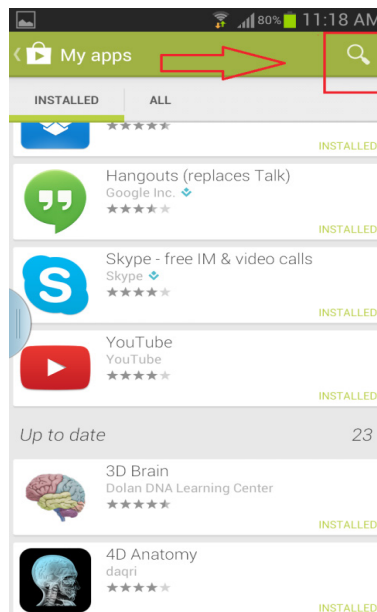 80% 11:18 AM
My apps
INSTALLED ALL
INSTALLED
Hangouts (replaces Talk)
Google Inc.
INSTALLED
Skype - free IM & video calls
Skype
INSTALLED
YouTube
YouTube
INSTALLED
Up to date 23
3D Brain
Dolan DNA Learning Center
INSTALLED
4D Anatomy
daqri
INSTALLED